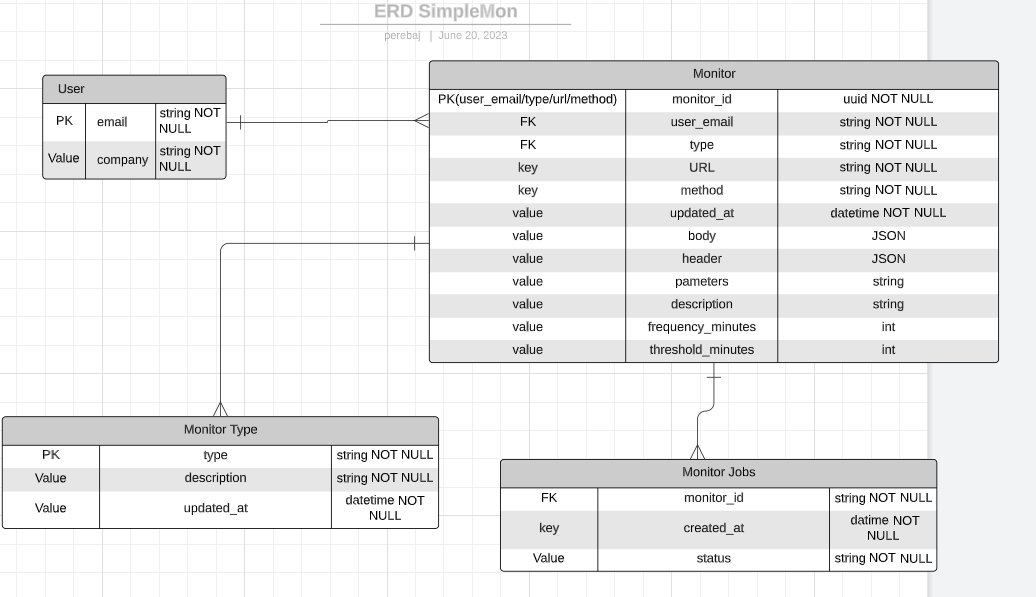 ERD SimpleMon
perebaj | June 20, 2023
User
PK email string NOT
NULL
Value company string NOT
NULL
Monitor
PK(user_email/type/url/method) monitor_id uuid NOT NULL
FK user_email string NOT NULL
FK type string NOT NULL
key URL string NOT NULL
key method string NOT NULL
value updated_at datetime NOT NULL
value body JSON
value header JSON
value pameters string
value description string
value frequency_minutes int
value threshold_minutes int
Monitor Type
PK type string NOT NULL
Value description string NOT NULL
Value updated_at datetime NOT
NULL
Monitor Jobs
FK monitor_id string NOT NULL
key created_at datime NOT
NULL
Value status string NOT NULL